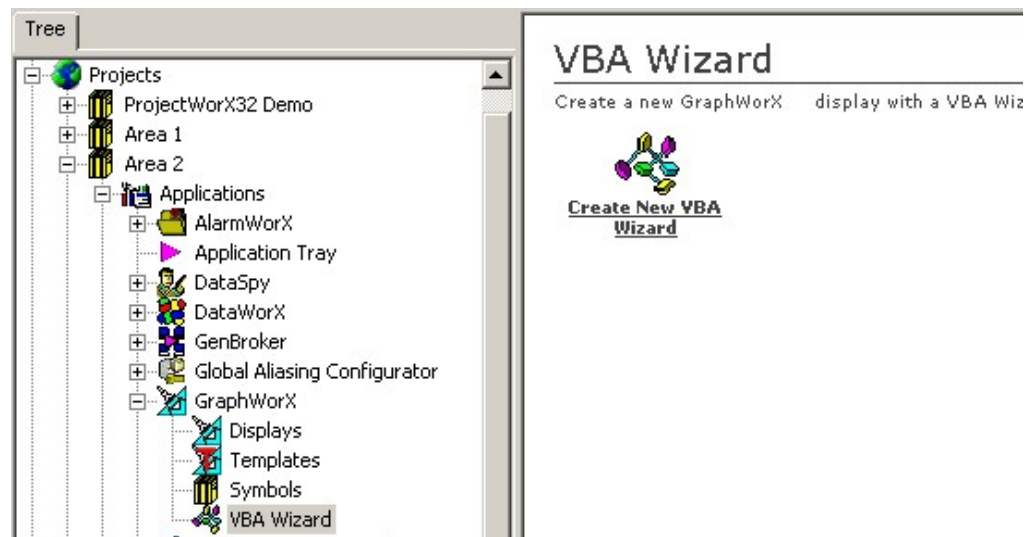 Tree
Projects
ProjectWorX32 Demo
Area 1
Area 2
Applications
AlarmWorX
Application Tray
DataSpy
DataWorX
GenBroker
Global Aliasing Configurator
GraphWorX
Displays
Templates
Symbols
VBA Wizard
VBA Wizard
Create a new GraphWorX display with a VBA Wiz
Create New VBA
Wizard